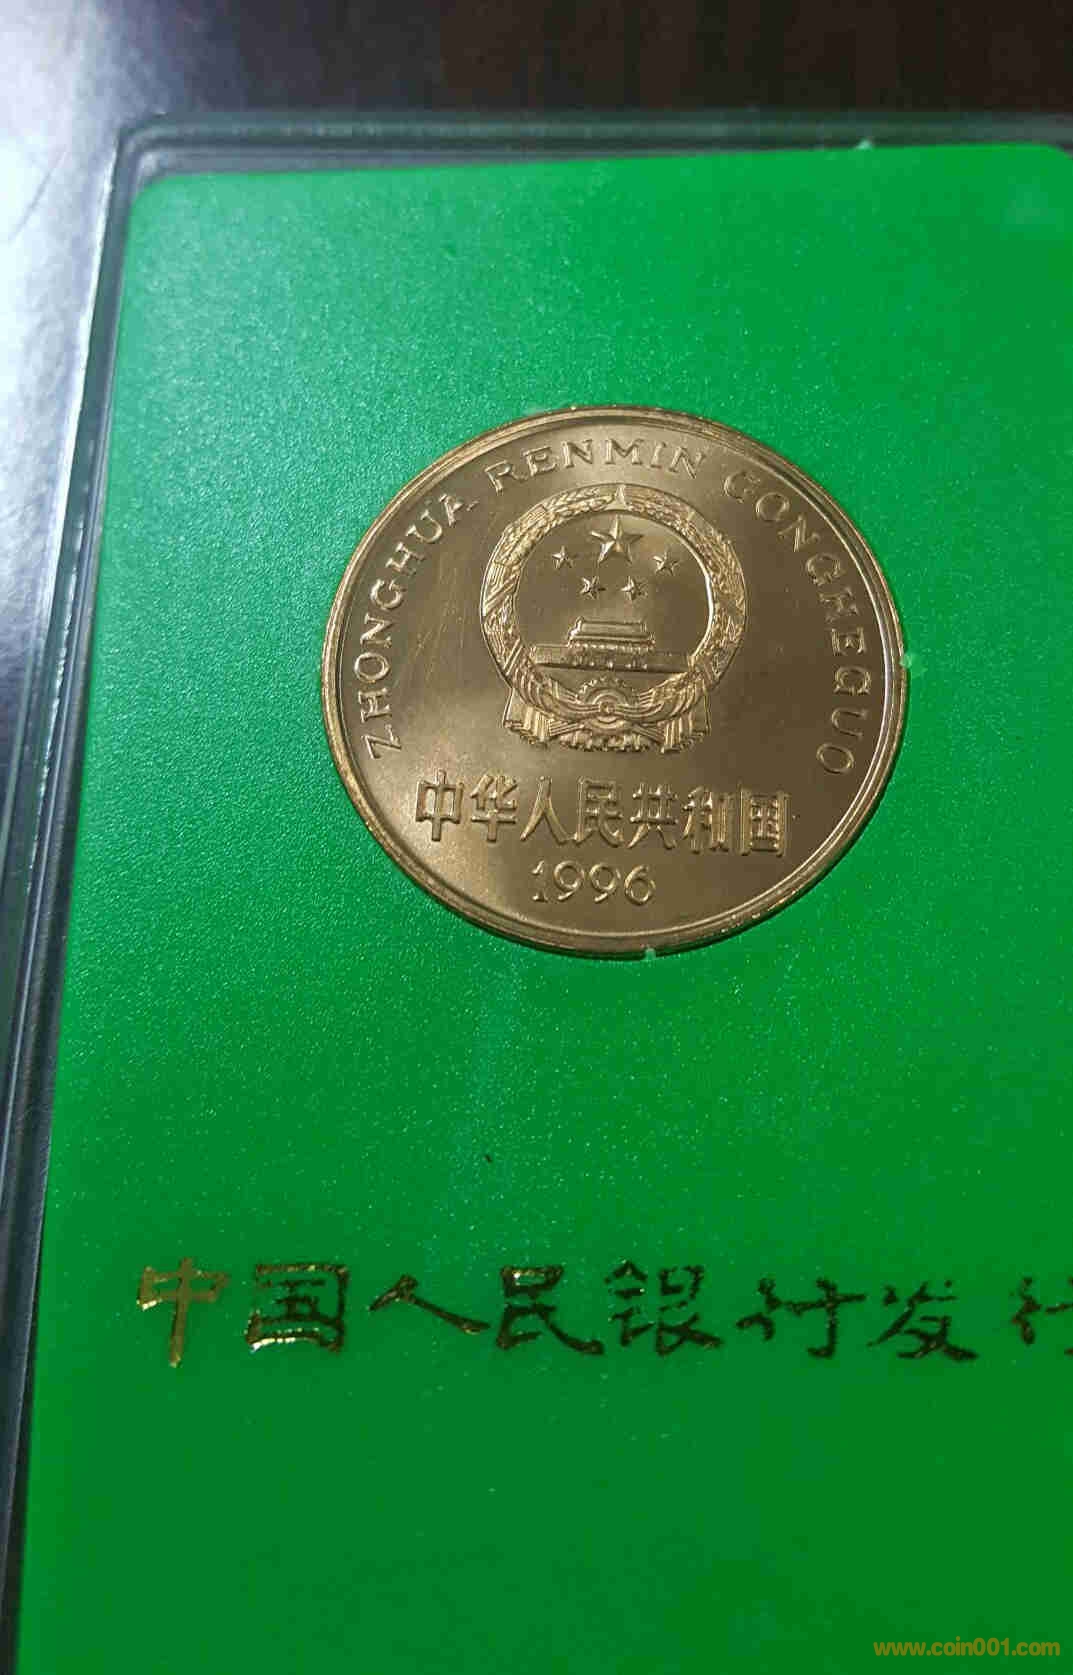 ZHONGHUA RENMIN GONGHEGUO
中华人民共和国
1996
中国人民银行发行
www.coin001.com